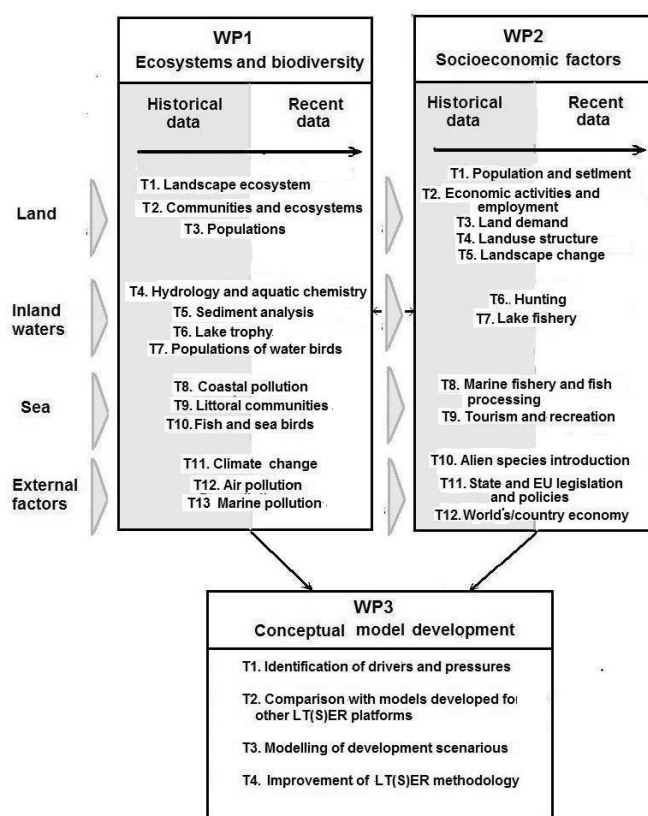 WP1
Ecosystems and biodiversity
Historical data
Recent data
T1. Landscape ecosystem
T2. Communities and ecosystems
T3. Populations
T4. Hydrology and aquatic chemistry
T5. Sediment analysis
T6. Lake trophy
T7. Populations of water birds
T8. Coastal pollution
T9. Littoral communities
T10. Fish and sea birds
T11. Climate change
T12. Air pollution
T13 Marine pollution
WP2
Socioeconomic factors
Historical data
Recent data
T1. Population and setlment
T2. Economic activities and
employment
T3. Land demand
T4. Landuse structure
T5. Landscape change
T6. Hunting
T7. Lake fishery
T8. Marine fishery and fish
processing
T9. Tourism and recreation
T10. Alien species introduction
T11. State and EU legislation
and policies
T12. World's/country economy
Land
Inland
waters
Sea
External
factors
WP3
Conceptual model development
T1. Identification of drivers and pressures
T2. Comparison with models developed for
other LT(S)ER platforms
T3. Modelling of development scenarious
T4. Improvement of LT(S)ER methodology